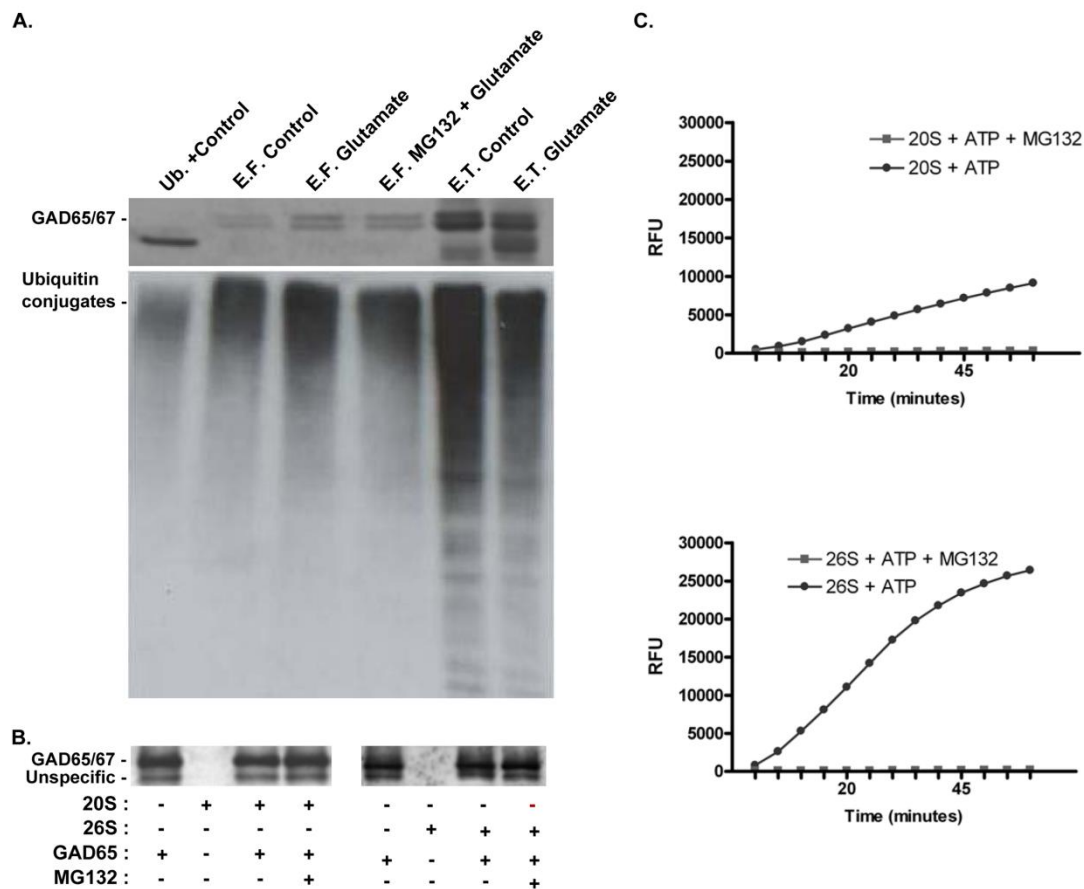 A.
Ub. +Control
E.F. Control
E.F. Glutamate
E.F. MG132 + Glutamate
E.T. Control
E.T. Glutamate
GAD65/67 -
Ubiquitin
conjugates -
B.
GAD65/67 -
Unspecific -
20S : - + + + - - - -
26S : - - - - - + + +
GAD65 : + - + + + - + +
MG132 : - - - + - - - +
C.
30000
25000
20000
15000
10000
5000
0
RFU
20S + ATP + MG132
20S + ATP
20 45
Time (minutes)
30000
25000
20000
15000
10000
5000
0
RFU
26S + ATP + MG132
26S + ATP
20 45
Time (minutes)